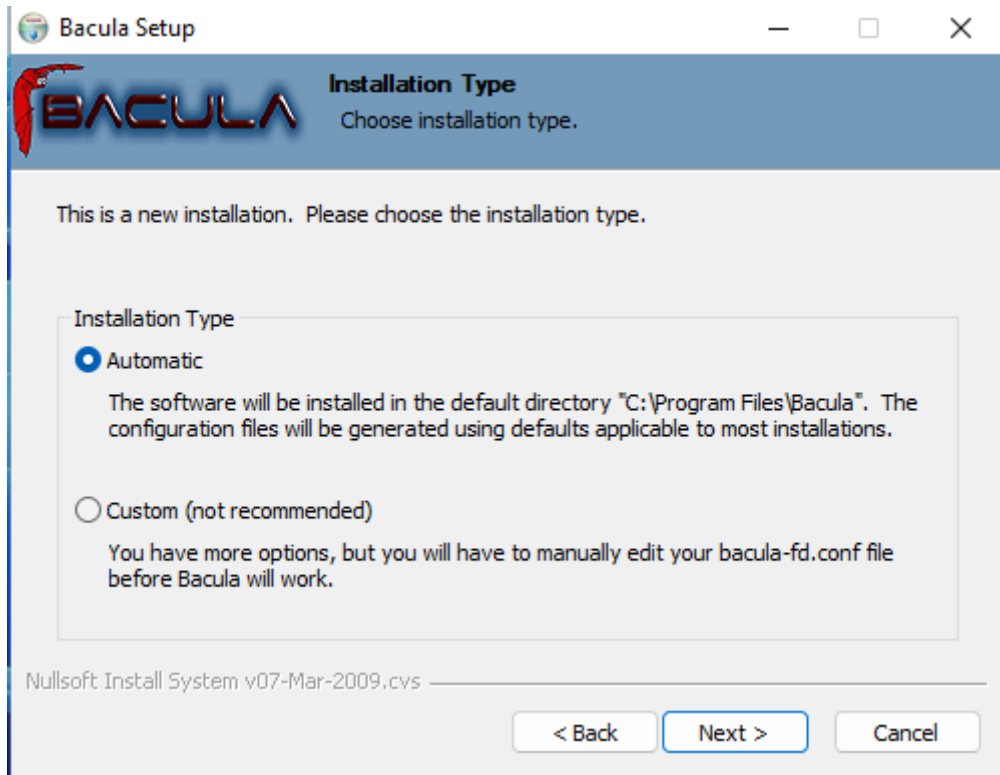 Bacula Setup
BACULA
Installation Type
Choose installation type.
This is a new installation.  Please choose the installation type.
Installation Type
Automatic
The software will be installed in the default directory "C:\Program Files\Bacula".  The
configuration files will be generated using defaults applicable to most installations.
Custom (not recommended)
You have more options, but you will have to manually edit your bacula-fd.conf file
before Bacula will work.
Nullsoft Install System v07-Mar-2009.cvs
< Back
Next >
Cancel